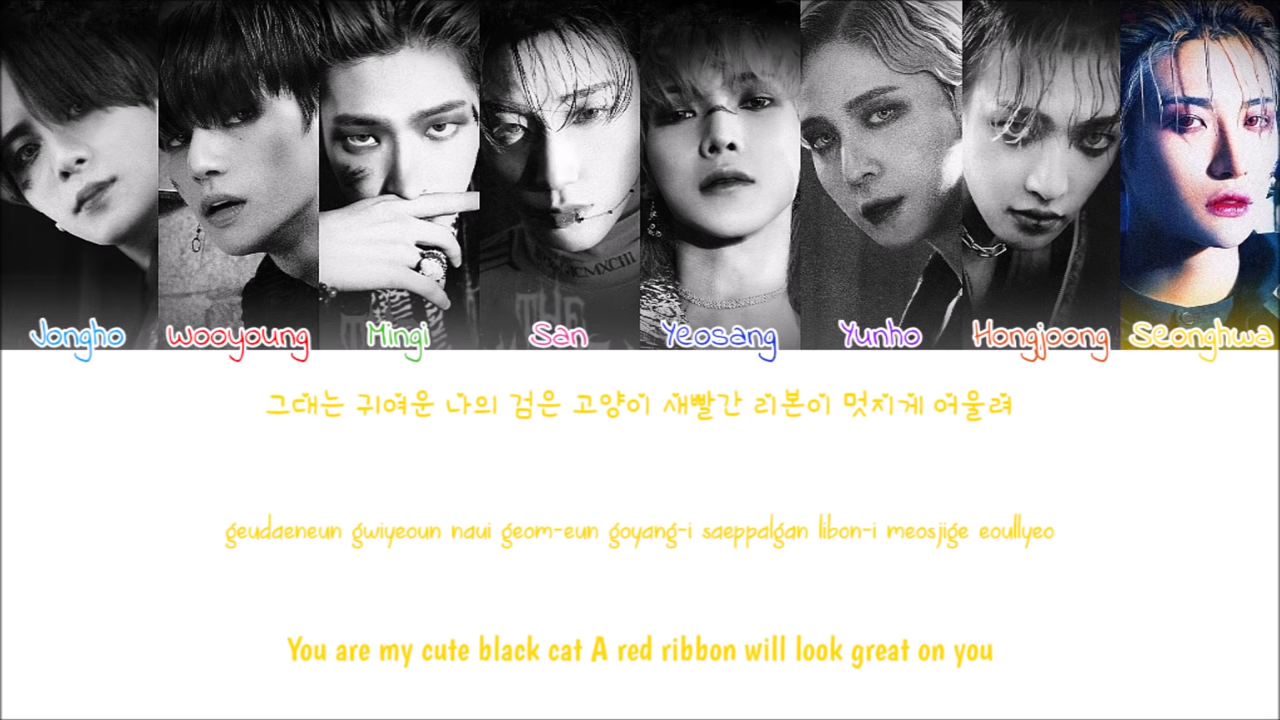 Jongho Wooyoung Mingi San Yeosang Yunho Hongjoong Seonghwa
그대는 귀여운 나의 검은 고양이 새빨간 리본이 멋지게 어울려
geudaeneun gwiyeoun naui geom-eun goyang-i saeppalgan libon-i meosjige eoullyeo
You are my cute black cat A red ribbon will look great on you